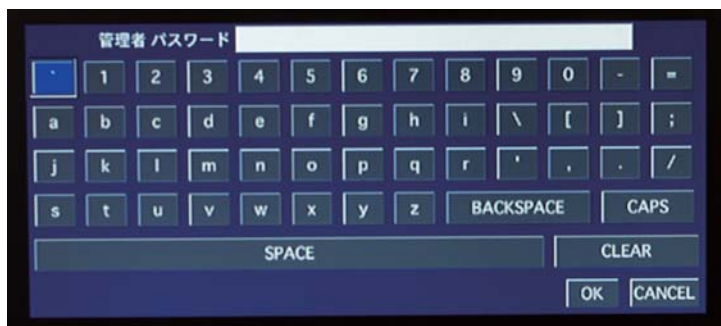 管理者 パスワード
` 1 2 3 4 5 6 7 8 9 0 - =
a b c d e f g h i \ [ ] ;
j k l m n o p q r ' , . /
s t u v w x y z BACKSPACE CAPS
SPACE CLEAR
OK CANCEL